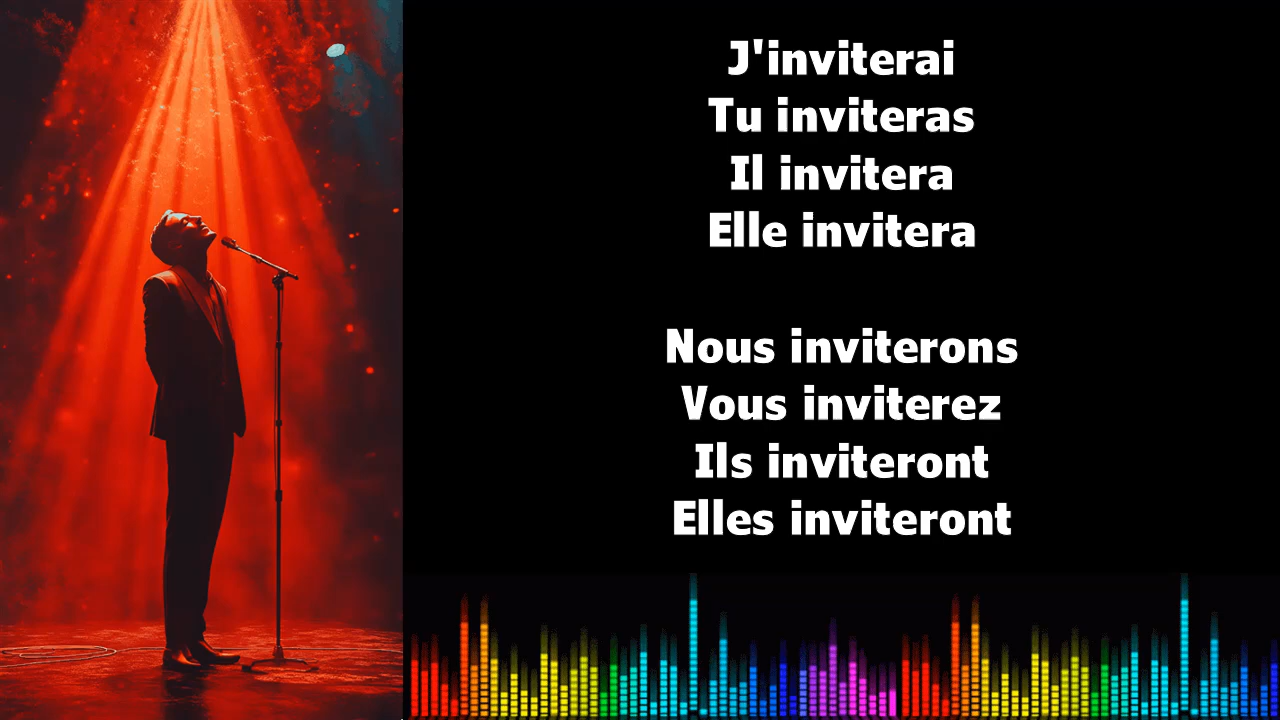 J'inviterai
Tu inviteras
Il invitera
Elle invitera
Nous inviterons
Vous inviterez
Ils inviteront
Elles inviteront